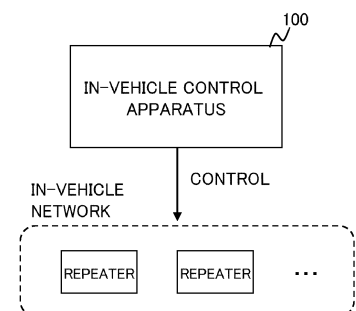 100
IN-VEHICLE CONTROL
APPARATUS
CONTROL
IN-VEHICLE
NETWORK
REPEATER REPEATER ...